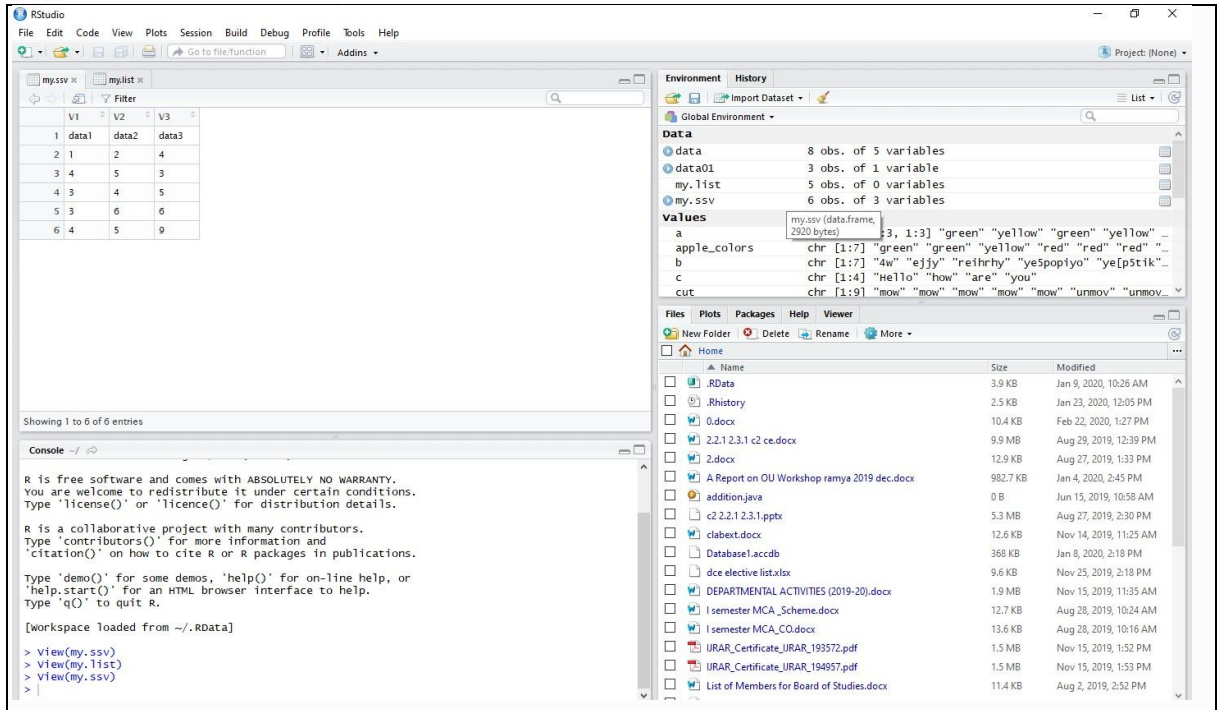 RStudio
File Edit Code View Plots Session Build Debug Profile Tools Help
Go to file/function Addins Project: (None)
my.ssv my.list
Filter
V1 V2 V3
1 data1 data2 data3
2 1 2 4
3 4 5 3
4 3 4 5
5 3 6 6
6 4 5 9
Showing 1 to 6 of 6 entries
Console ~/
R is free software and comes with ABSOLUTELY NO WARRANTY.
You are welcome to redistribute it under certain conditions.
Type 'license()' or 'licence()' for distribution details.
R is a collaborative project with many contributors.
Type 'contributors()' for more information and
'citation()' on how to cite R or R packages in publications.
Type 'demo()' for some demos, 'help()' for on-line help, or
'help.start()' for an HTML browser interface to help.
Type 'q()' to quit R.
[Workspace loaded from ~/.RData]
> View(my.ssv)
> View(my.list)
> View(my.ssv)
>
Environment History
Import Dataset List
Global Environment
Data
data 8 obs. of 5 variables
data01 3 obs. of 1 variable
my.list 5 obs. of 0 variables
my.ssv 6 obs. of 3 variables
Values
my.ssv (data.frame,
2920 bytes)
a :3, 1:3] "green" "yellow" "green" "yellow" …
apple_colors chr [1:7] "green" "green" "yellow" "red" "red" "red" "…
b chr [1:7] "4w" "ejjy" "reihrhy" "ye5popiyo" "ye[p5tik"…
c chr [1:4] "Hello" "how" "are" "you"
cut chr [1:9] "mow" "mow" "mow" "mow" "mow" "unmov" "unmov…
Files Plots Packages Help Viewer
New Folder Delete Rename More
Home
Name Size Modified
.RData 3.9 KB Jan 9, 2020, 10:26 AM
.Rhistory 2.5 KB Jan 23, 2020, 12:05 PM
0.docx 10.4 KB Feb 22, 2020, 1:27 PM
2.2.1 2.3.1 c2 ce.docx 9.9 MB Aug 29, 2019, 12:39 PM
2.docx 12.9 KB Aug 27, 2019, 1:33 PM
A Report on OU Workshop ramya 2019 dec.docx 982.7 KB Jan 4, 2020, 2:45 PM
addition.java 0 B Jun 15, 2019, 10:58 AM
c2 2.2.1 2.3.1.pptx 5.3 MB Aug 27, 2019, 2:30 PM
clabext.docx 12.6 KB Nov 14, 2019, 11:25 AM
Database1.accdb 368 KB Jan 8, 2020, 2:18 PM
dce elective list.xlsx 9.6 KB Nov 25, 2019, 2:18 PM
DEPARTMENTAL ACTIVITIES (2019-20).docx 1.9 MB Nov 15, 2019, 11:35 AM
I semester MCA _Scheme.docx 12.7 KB Aug 28, 2019, 10:24 AM
I semester MCA_CO.docx 13.6 KB Aug 28, 2019, 10:16 AM
IJRAR_Certificate_IJRAR_193572.pdf 1.5 MB Nov 15, 2019, 1:52 PM
IJRAR_Certificate_IJRAR_194957.pdf 1.5 MB Nov 15, 2019, 1:53 PM
List of Members for Board of Studies.docx 11.4 KB Aug 2, 2019, 2:52 PM